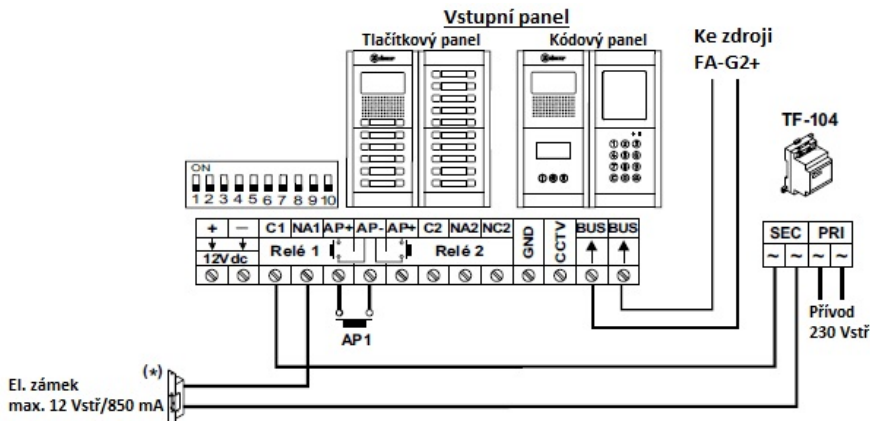 Vstupní panel
Tlačítkový panel
Kódový panel
Ke zdroji
FA-G2+
TF-104
ON
1 2 3 4 5 6 7 8 9 10
+ — C1 NA1 AP+ AP- AP+ C2 NA2 NC2 GND CCTV BUS BUS
12V dc
Relé 1
Relé 2
SEC PRI
~ ~ ~ ~
Přívod
230 Vstř
AP1
(*)
El. zámek
max. 12 Vstř/850 mA